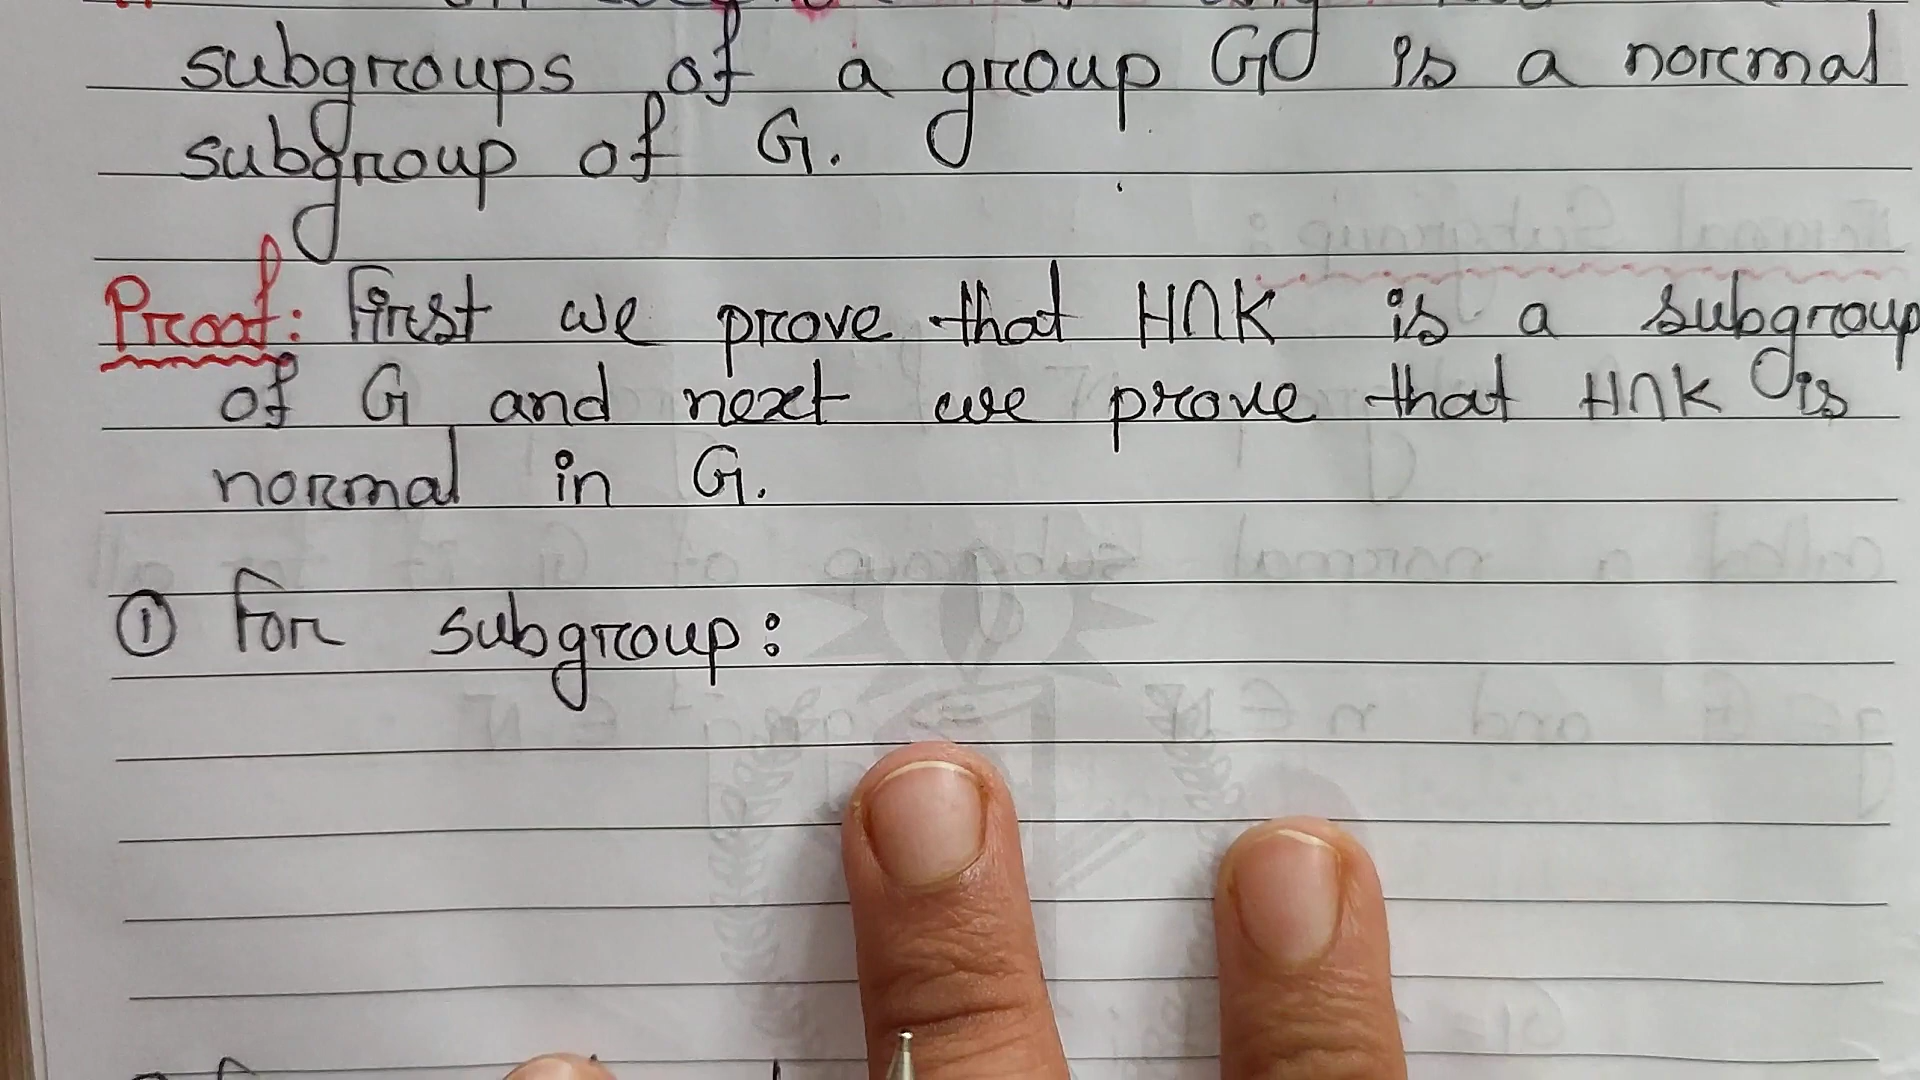 subgroups of a group G is a normal
subgroup of G.
Proof: First we prove that H∩K is a subgroup
of G and next we prove that H∩K is
normal in G.
① For subgroup: